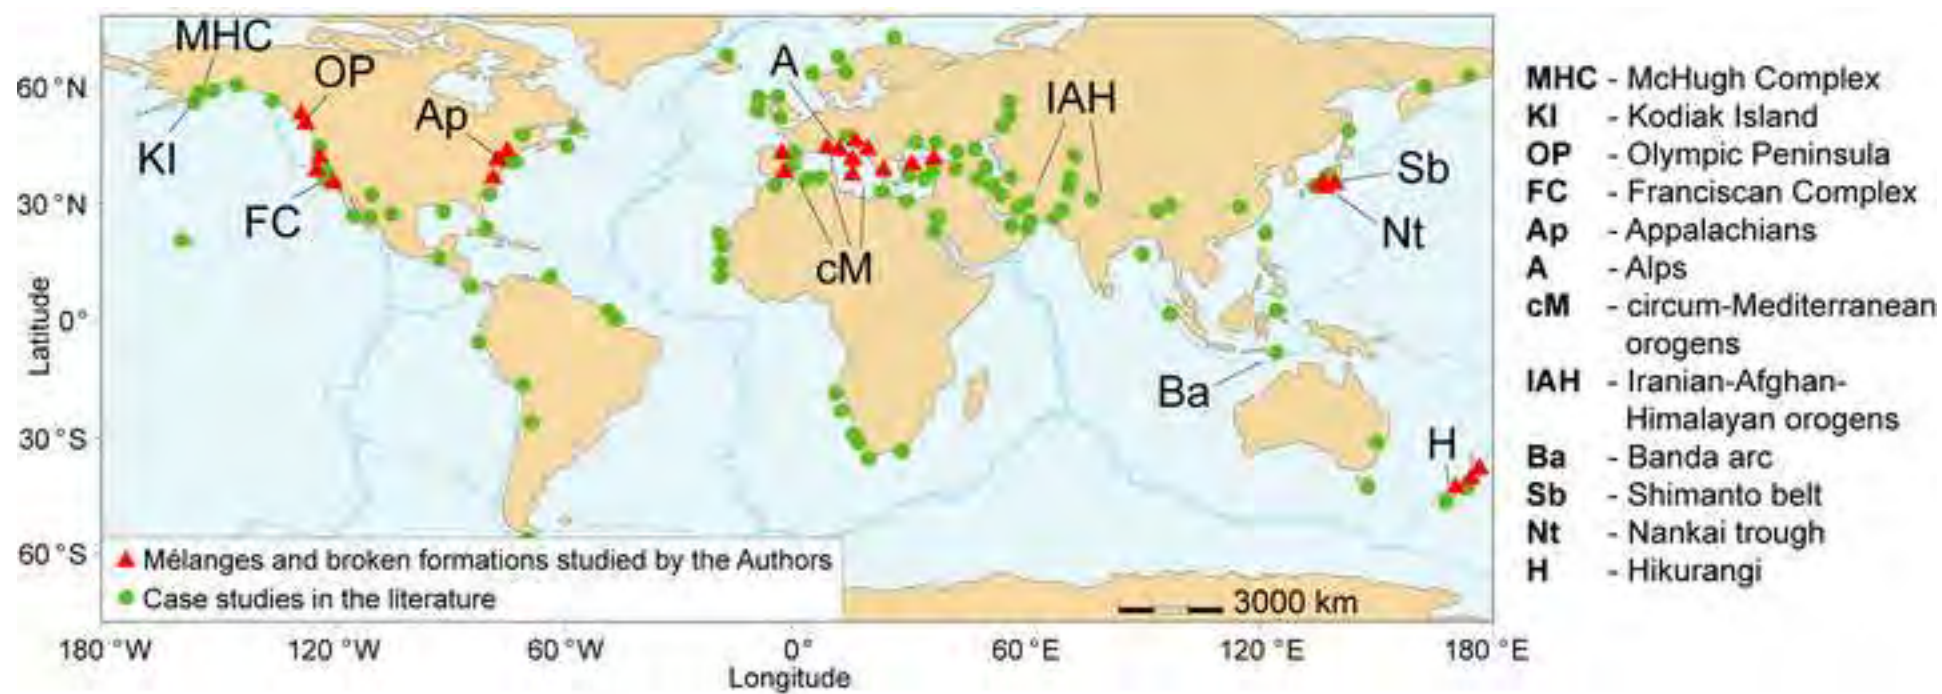 MHC
OP
A
Ap
IAH
KI
FC
cM
Sb
Nt
Ba
H
60 °N
30 °N
0°
30 °S
60 °S
Latitude
▲ Mélanges and broken formations studied by the Authors
● Case studies in the literature
3000 km
180 °W
120 °W
60 °W
0°
60 °E
120 °E
180 °E
Longitude
MHC - McHugh Complex
KI - Kodiak Island
OP - Olympic Peninsula
FC - Franciscan Complex
Ap - Appalachians
A - Alps
cM - circum-Mediterranean
orogens
IAH - Iranian-Afghan-
Himalayan orogens
Ba - Banda arc
Sb - Shimanto belt
Nt - Nankai trough
H - Hikurangi